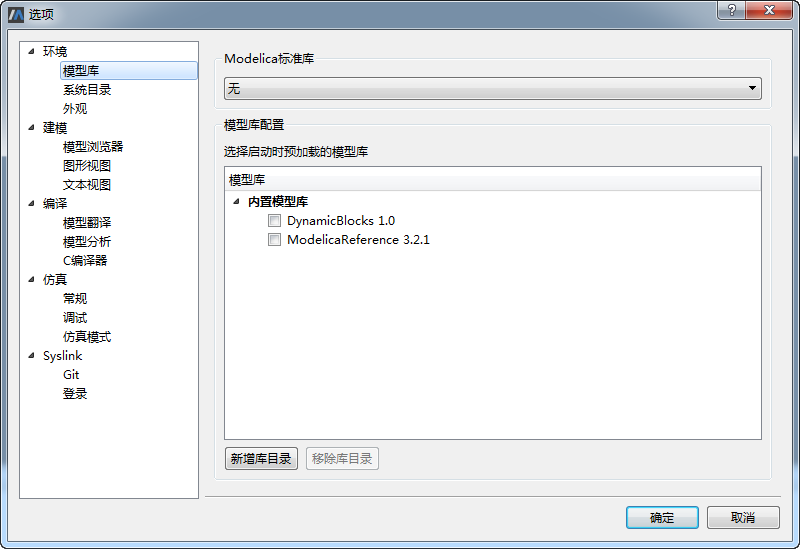 选项
环境
模型库
系统目录
外观
建模
模型浏览器
图形视图
文本视图
编译
模型翻译
模型分析
C编译器
仿真
常规
调试
仿真模式
Syslink
Git
登录
Modelica标准库
无
模型库配置
选择启动时预加载的模型库
模型库
内置模型库
DynamicBlocks 1.0
ModelicaReference 3.2.1
新增库目录 移除库目录
确定 取消